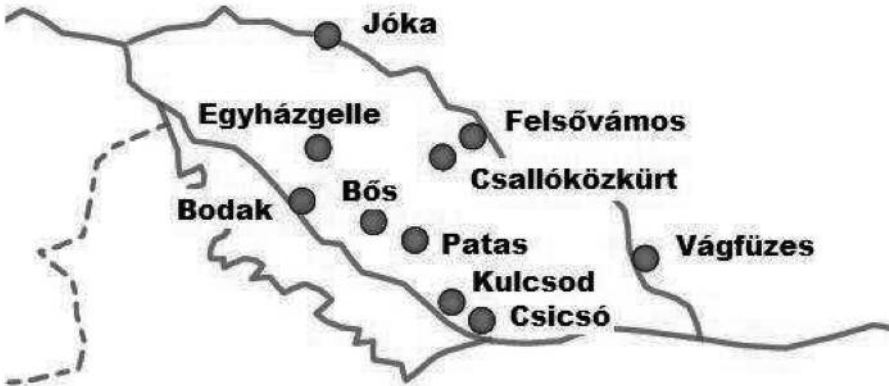 Jóka
Egyházgelle
Felsővámos
Csallóközkürt
Bős
Bodak
Patas
Vágfüzes
Kulcsod
Csicsó